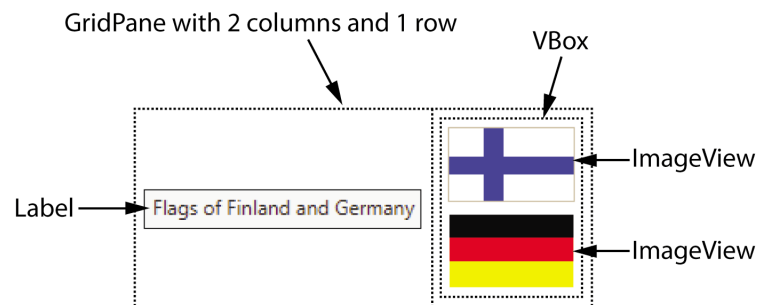 GridPane with 2 columns and 1 row
VBox
ImageView
Label
Flags of Finland and Germany
ImageView